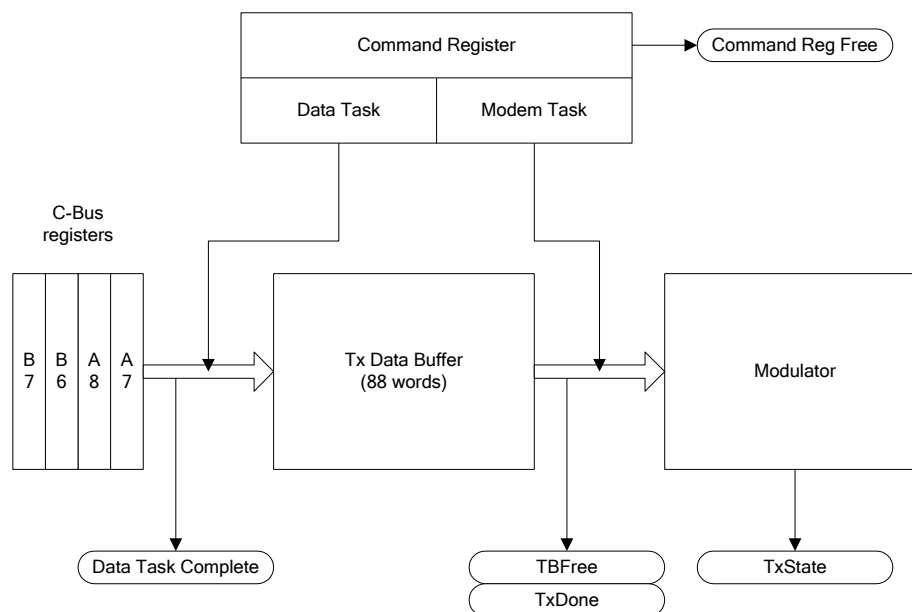 Command Register
Command Reg Free
Data Task
Modem Task
C-Bus
registers
B
7
B
6
A
8
A
7
Tx Data Buffer
(88 words)
Modulator
Data Task Complete
TBFree
TxDone
TxState